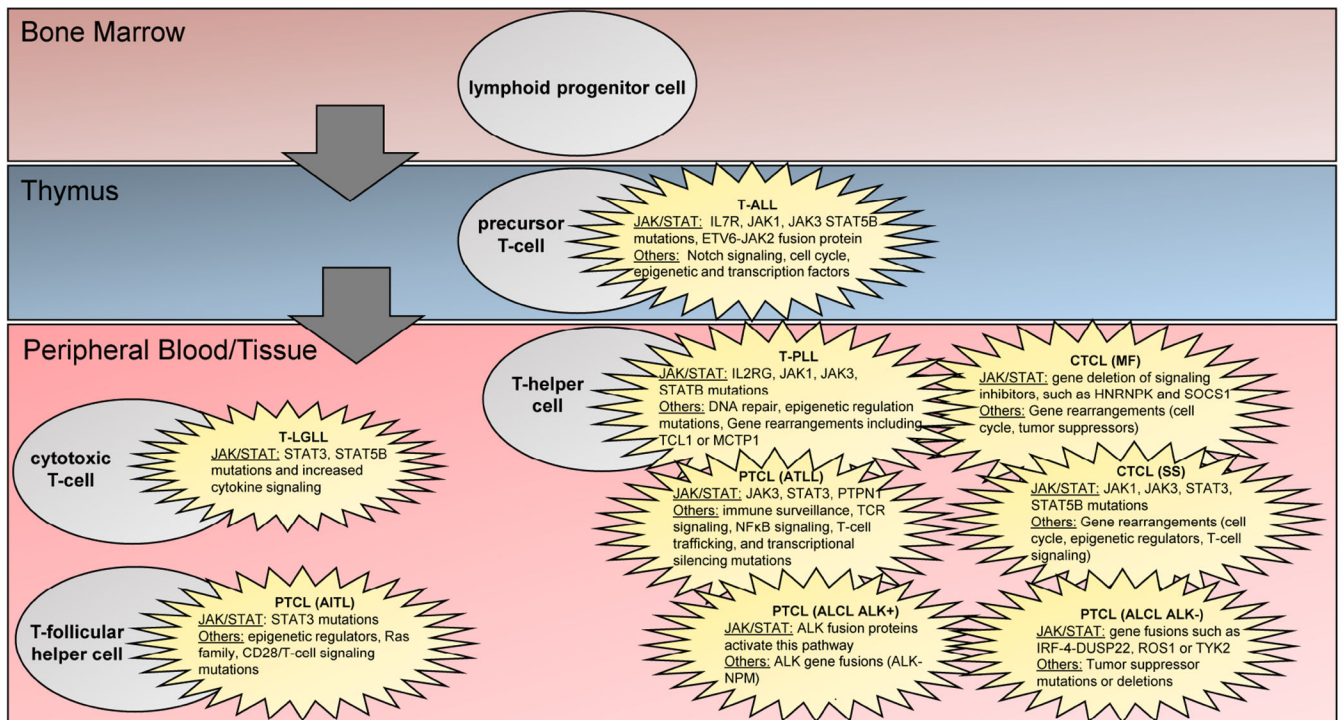 Bone Marrow
lymphoid progenitor cell
Thymus
precursor
T-cell
T-ALL
JAK/STAT: IL7R, JAK1, JAK3 STAT5B
mutations, ETV6-JAK2 fusion protein
Others: Notch signaling, cell cycle,
epigenetic and transcription factors
Peripheral Blood/Tissue
T-helper
cell
T-PLL
JAK/STAT: IL2RG, JAK1, JAK3,
STATB mutations
Others: DNA repair, epigenetic regulation
mutations, Gene rearrangements including
TCL1 or MCTP1
CTCL (MF)
JAK/STAT: gene deletion of signaling
inhibitors, such as HNRNPK and SOCS1
Others: Gene rearrangements (cell
cycle, tumor suppressors)
cytotoxic
T-cell
T-LGLL
JAK/STAT: STAT3, STAT5B
mutations and increased
cytokine signaling
PTCL (ATLL)
JAK/STAT: JAK3, STAT3, PTPN1
Others: immune surveillance, TCR
signaling, NFκB signaling, T-cell
trafficking, and transcriptional
silencing mutations
CTCL (SS)
JAK/STAT: JAK1, JAK3, STAT3,
STAT5B mutations
Others: Gene rearrangements (cell
cycle, epigenetic regulators, T-cell
signaling)
T-follicular
helper cell
PTCL (AITL)
JAK/STAT: STAT3 mutations
Others: epigenetic regulators, Ras
family, CD28/T-cell signaling
mutations
PTCL (ALCL ALK+)
JAK/STAT: ALK fusion proteins
activate this pathway
Others: ALK gene fusions (ALK-
NPM)
PTCL (ALCL ALK-)
JAK/STAT: gene fusions such as
IRF-4-DUSP22, ROS1 or TYK2
Others: Tumor suppressor
mutations or deletions